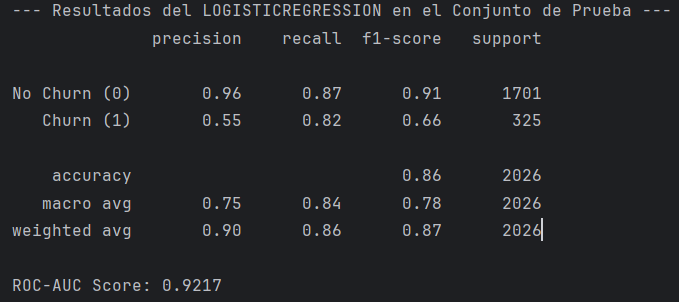 --- Resultados del LOGISTICREGRESSION en el Conjunto de Prueba ---
precision recall f1-score support
No Churn (0) 0.96 0.87 0.91 1701
Churn (1) 0.55 0.82 0.66 325
accuracy 0.86 2026
macro avg 0.75 0.84 0.78 2026
weighted avg 0.90 0.86 0.87 2026
ROC-AUC Score: 0.9217